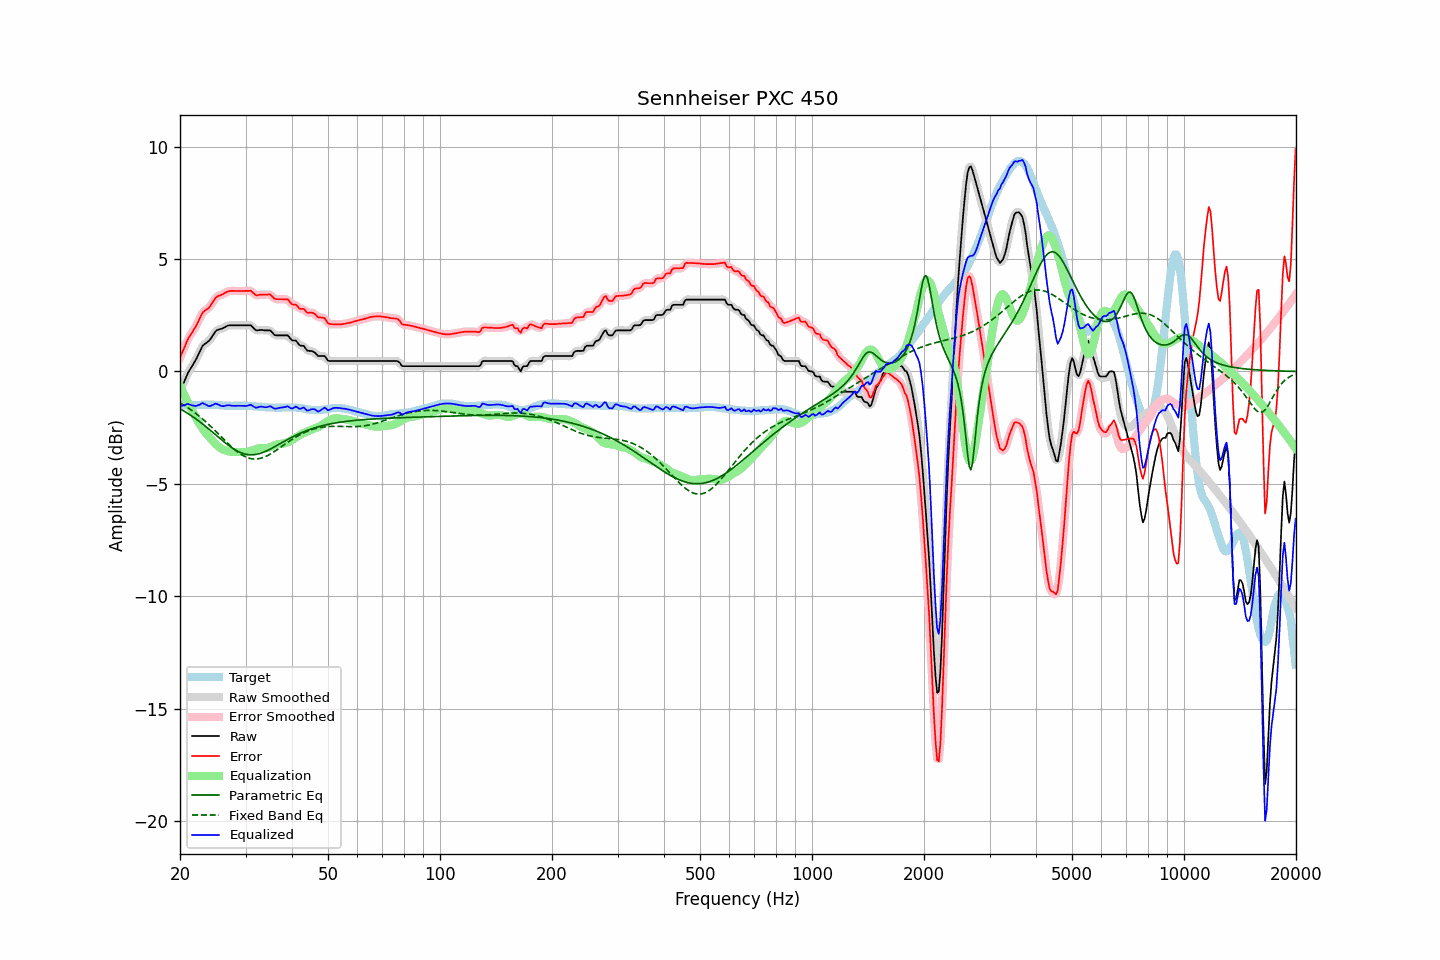 Sennheiser PXC 450
Amplitude (dBr)
10
5
0
−5
−10
−15
−20
Target
Raw Smoothed
Error Smoothed
Raw
Error
Equalization
Parametric Eq
Fixed Band Eq
Equalized
20
50
100
200
500
1000
2000
5000
10000
20000
Frequency (Hz)